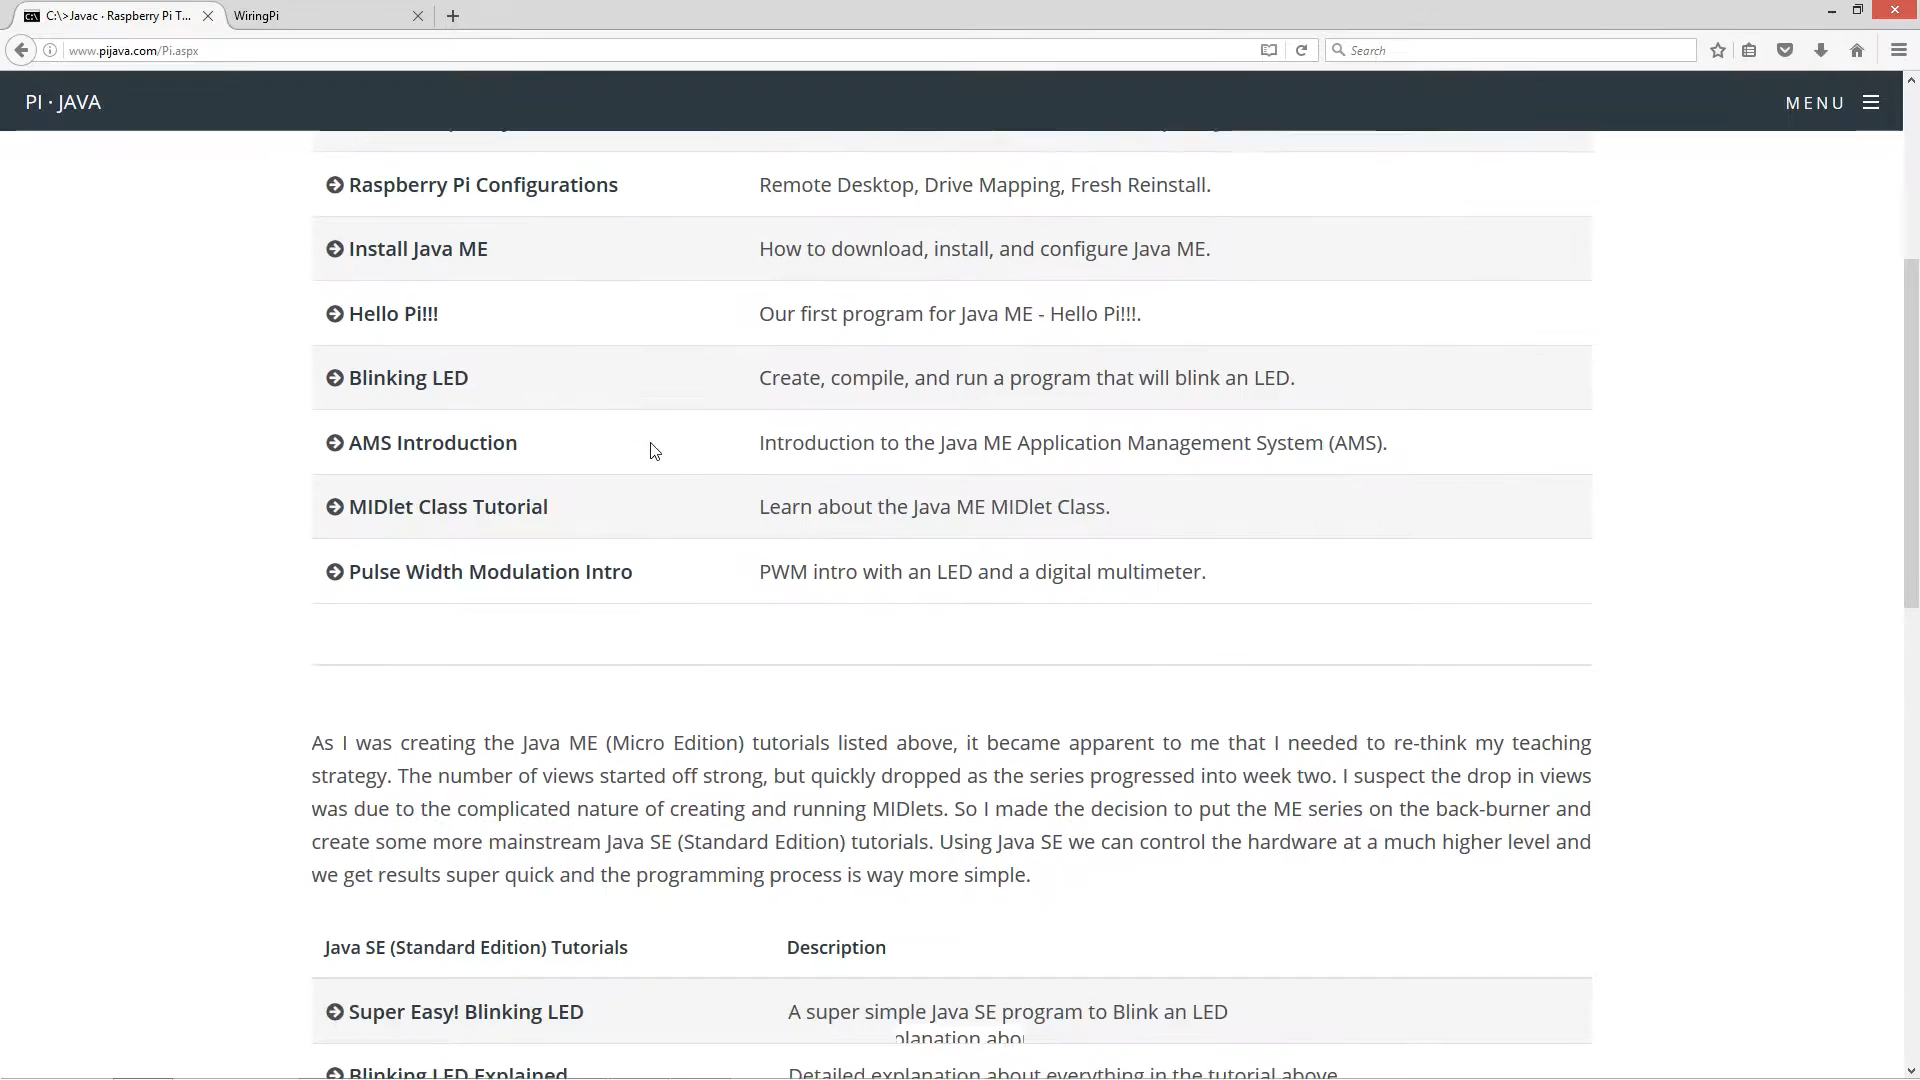 C:\>Javac · Raspberry Pi T...
WiringPi
www.pijava.com/Pi.aspx
Search
PI · JAVA
MENU
Raspberry Pi Configurations
Remote Desktop, Drive Mapping, Fresh Reinstall.
Install Java ME
How to download, install, and configure Java ME.
Hello Pi!!!
Our first program for Java ME - Hello Pi!!!.
Blinking LED
Create, compile, and run a program that will blink an LED.
AMS Introduction
Introduction to the Java ME Application Management System (AMS).
MIDlet Class Tutorial
Learn about the Java ME MIDlet Class.
Pulse Width Modulation Intro
PWM intro with an LED and a digital multimeter.
As I was creating the Java ME (Micro Edition) tutorials listed above, it became apparent to me that I needed to re-think my teaching
strategy. The number of views started off strong, but quickly dropped as the series progressed into week two. I suspect the drop in views
was due to the complicated nature of creating and running MIDlets. So I made the decision to put the ME series on the back-burner and
create some more mainstream Java SE (Standard Edition) tutorials. Using Java SE we can control the hardware at a much higher level and
we get results super quick and the programming process is way more simple.
Java SE (Standard Edition) Tutorials
Description
Super Easy! Blinking LED
A super simple Java SE program to Blink an LED
planation abo
Blinking LED Explained
Detailed explanation about everything in the tutorial above